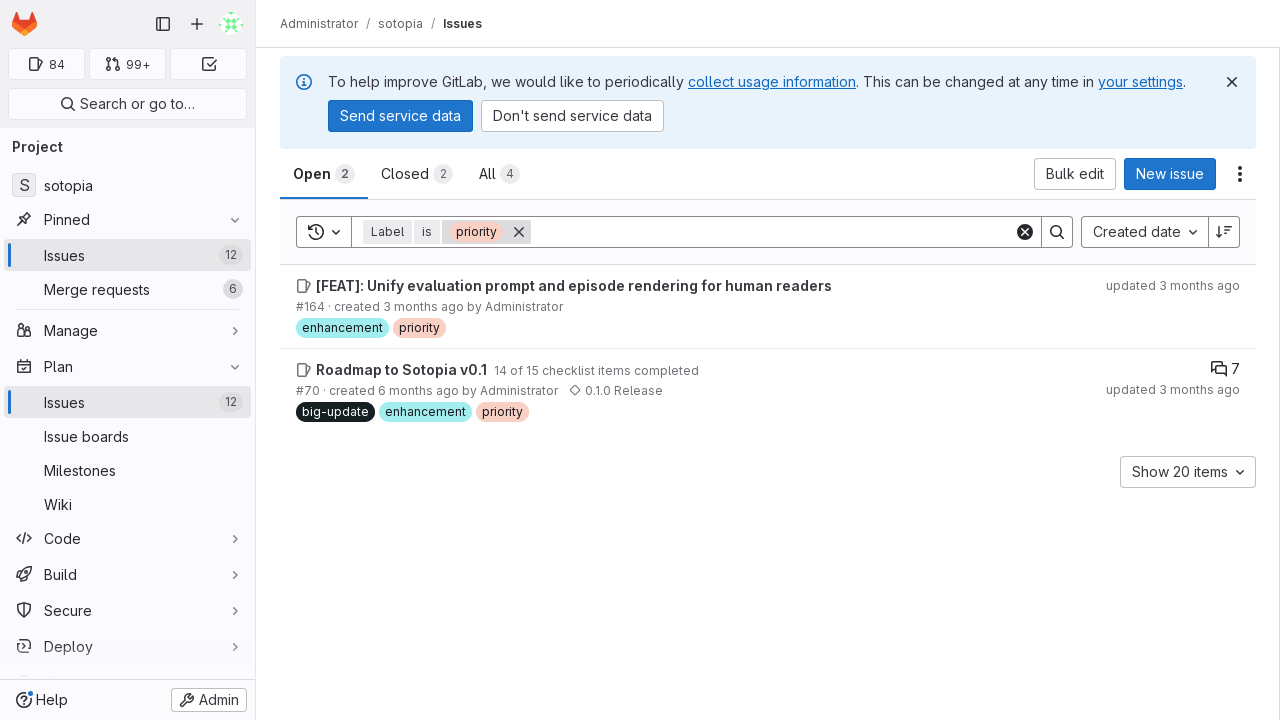 Administrator / sotopia / Issues
84
99+
Search or go to…
Project
S sotopia
Pinned
Issues 12
Merge requests 6
Manage
Plan
Issues 12
Issue boards
Milestones
Wiki
Code
Build
Secure
Deploy
Help
Admin
To help improve GitLab, we would like to periodically collect usage information. This can be changed at any time in your settings.
Send service data Don't send service data
Open 2 Closed 2 All 4 Bulk edit New issue
Label is priority Created date
[FEAT]: Unify evaluation prompt and episode rendering for human readers updated 3 months ago
#164 · created 3 months ago by Administrator
enhancement priority
Roadmap to Sotopia v0.1 14 of 15 checklist items completed 7
#70 · created 6 months ago by Administrator 0.1.0 Release updated 3 months ago
big-update enhancement priority
Show 20 items